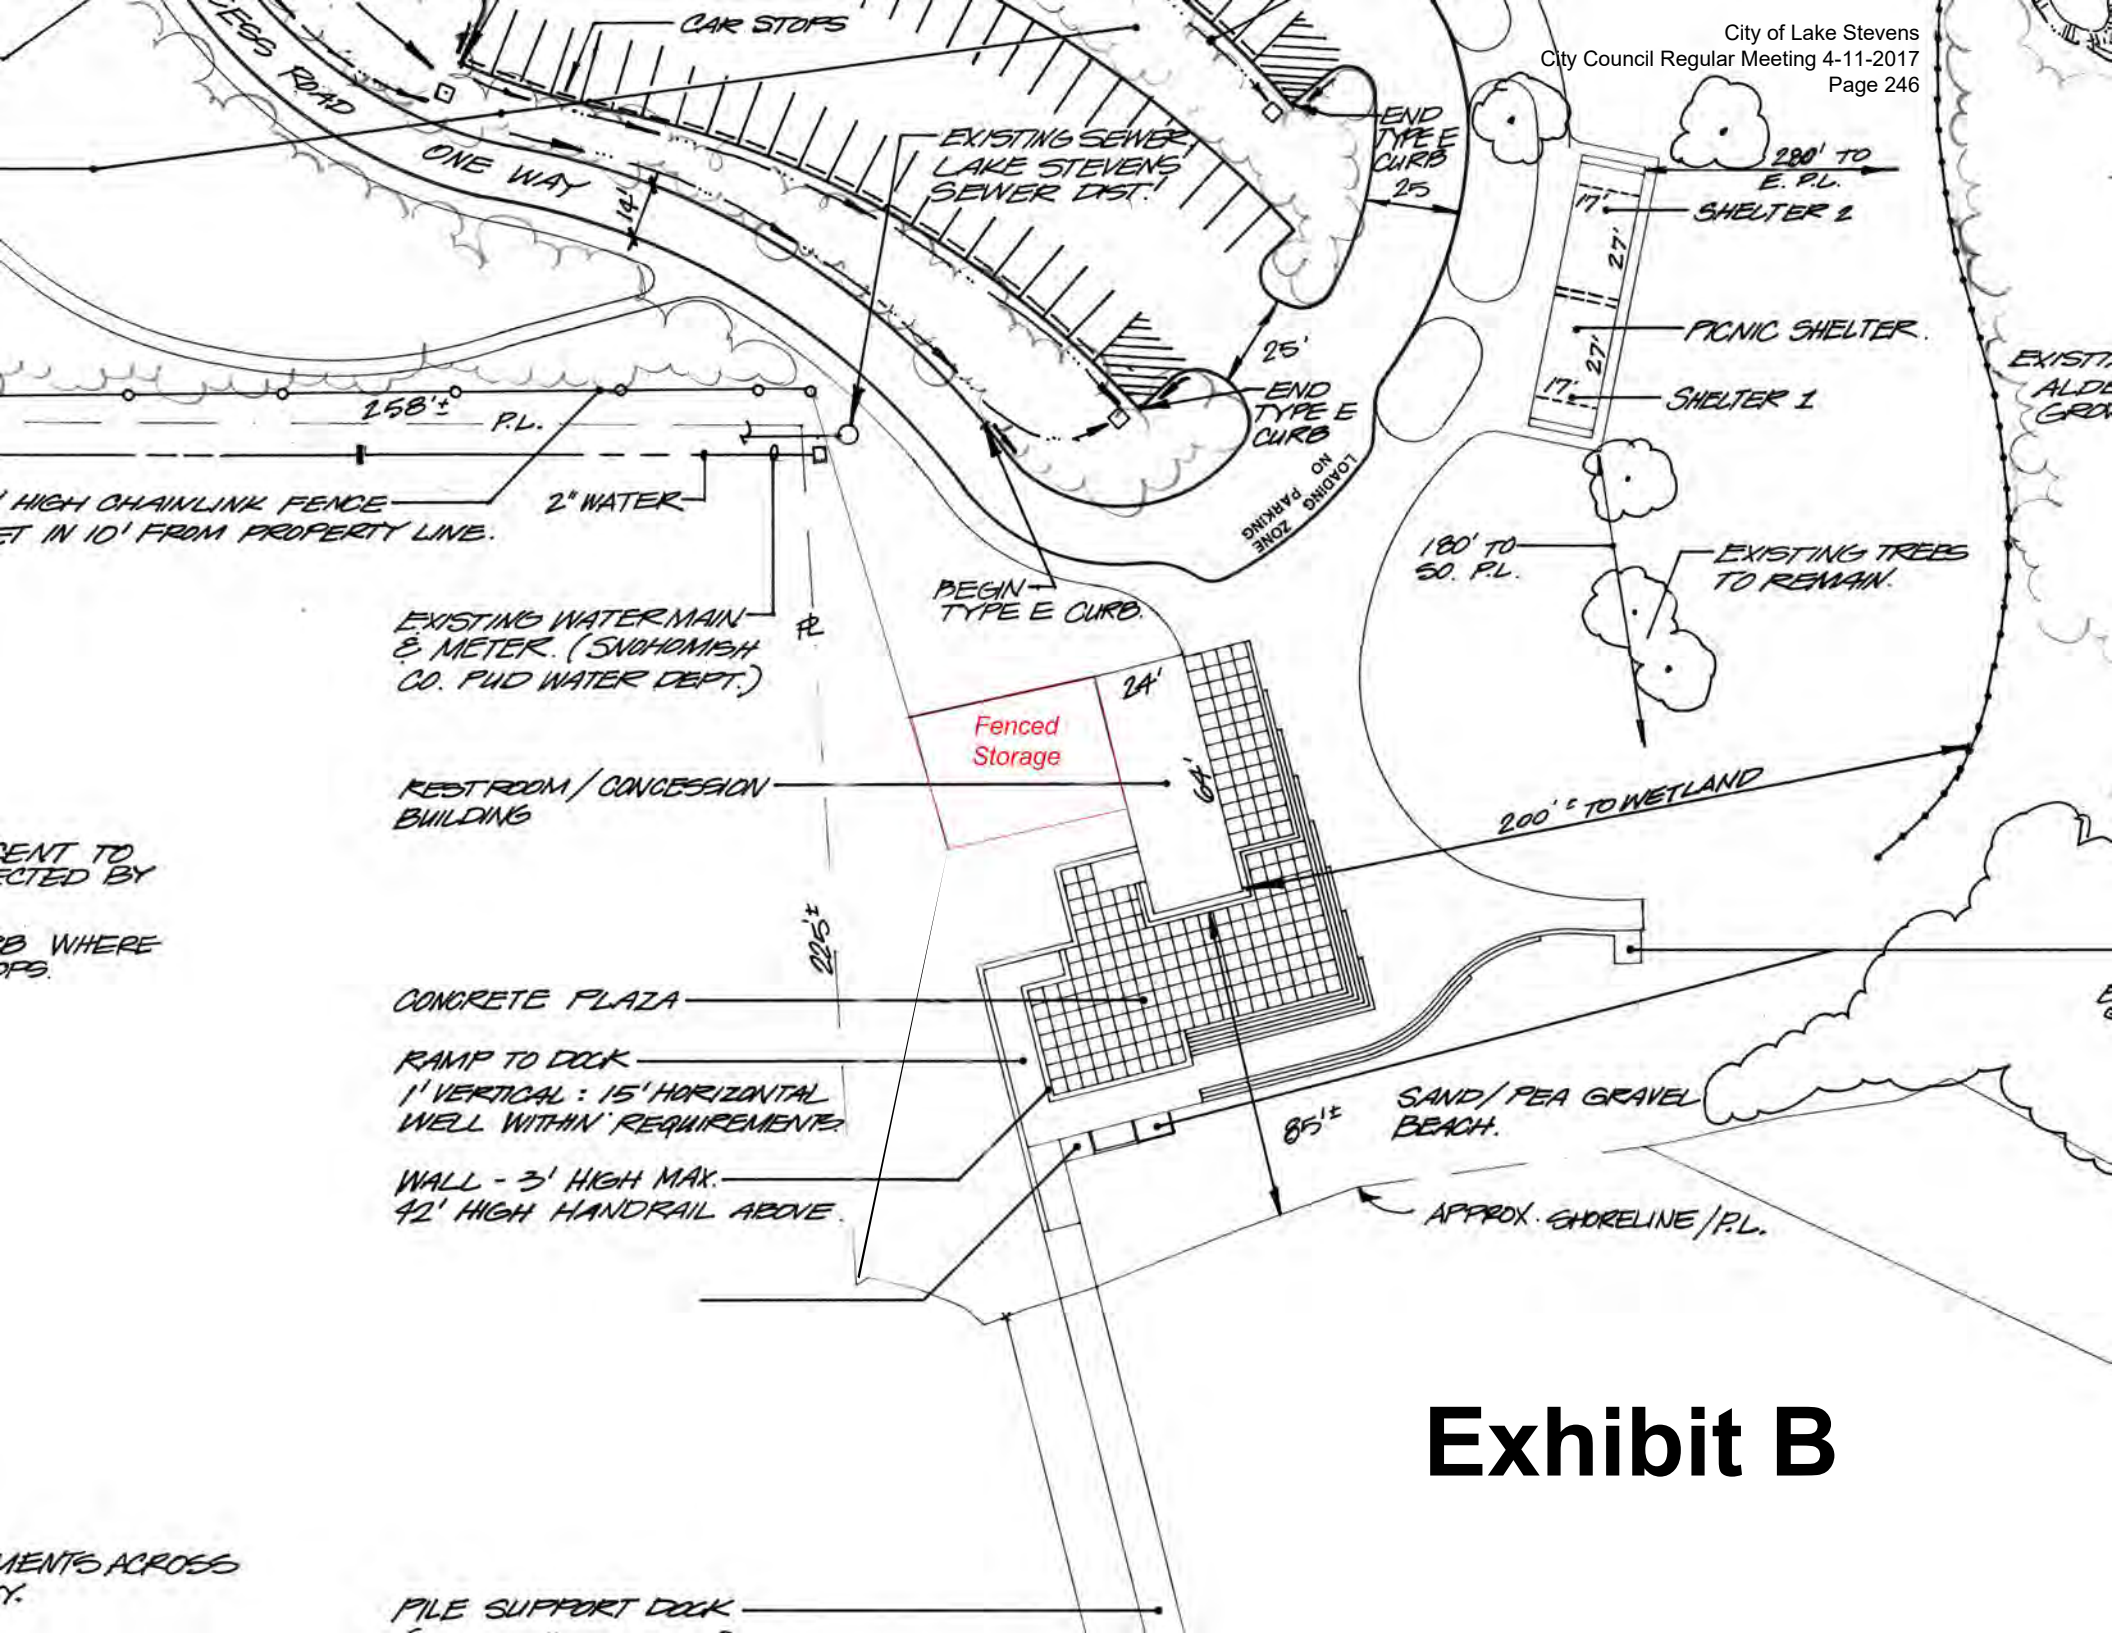 City of Lake Stevens
City Council Regular Meeting 4-11-2017
Page 246
CAR STOPS
ROAD
ONE WAY
14'
EXISTING SEWER,
LAKE STEVENS
SEWER DIST.
END
TYPE E
CURB
25
280' TO
E. P.L.
17'
SHELTER 2
27'
PICNIC SHELTER.
27'
17'
SHELTER 1
25'
END
TYPE E
CURB
LOADING
NO
PARKING
ZONE
258'±
P.L.
HIGH CHAINLINK FENCE
IN 10' FROM PROPERTY LINE.
2" WATER
180' TO
SO. P.L.
EXISTING TREES
TO REMAIN.
BEGIN
TYPE E CURB.
EXISTING WATERMAIN
& METER. (SNOHOMISH
CO. PUD WATER DEPT.)
24'
Fenced
Storage
64'
RESTROOM / CONCESSION
BUILDING
200'± TO WETLAND
TO
BY
WHERE
225'±
CONCRETE PLAZA
RAMP TO DOCK
1' VERTICAL : 15' HORIZONTAL
WELL WITHIN REQUIREMENTS
85'±
SAND / PEA GRAVEL
BEACH.
WALL - 3' HIGH MAX.
42' HIGH HANDRAIL ABOVE.
APPROX. SHORELINE / P.L.
Exhibit B
ACROSS
PILE SUPPORT DOCK